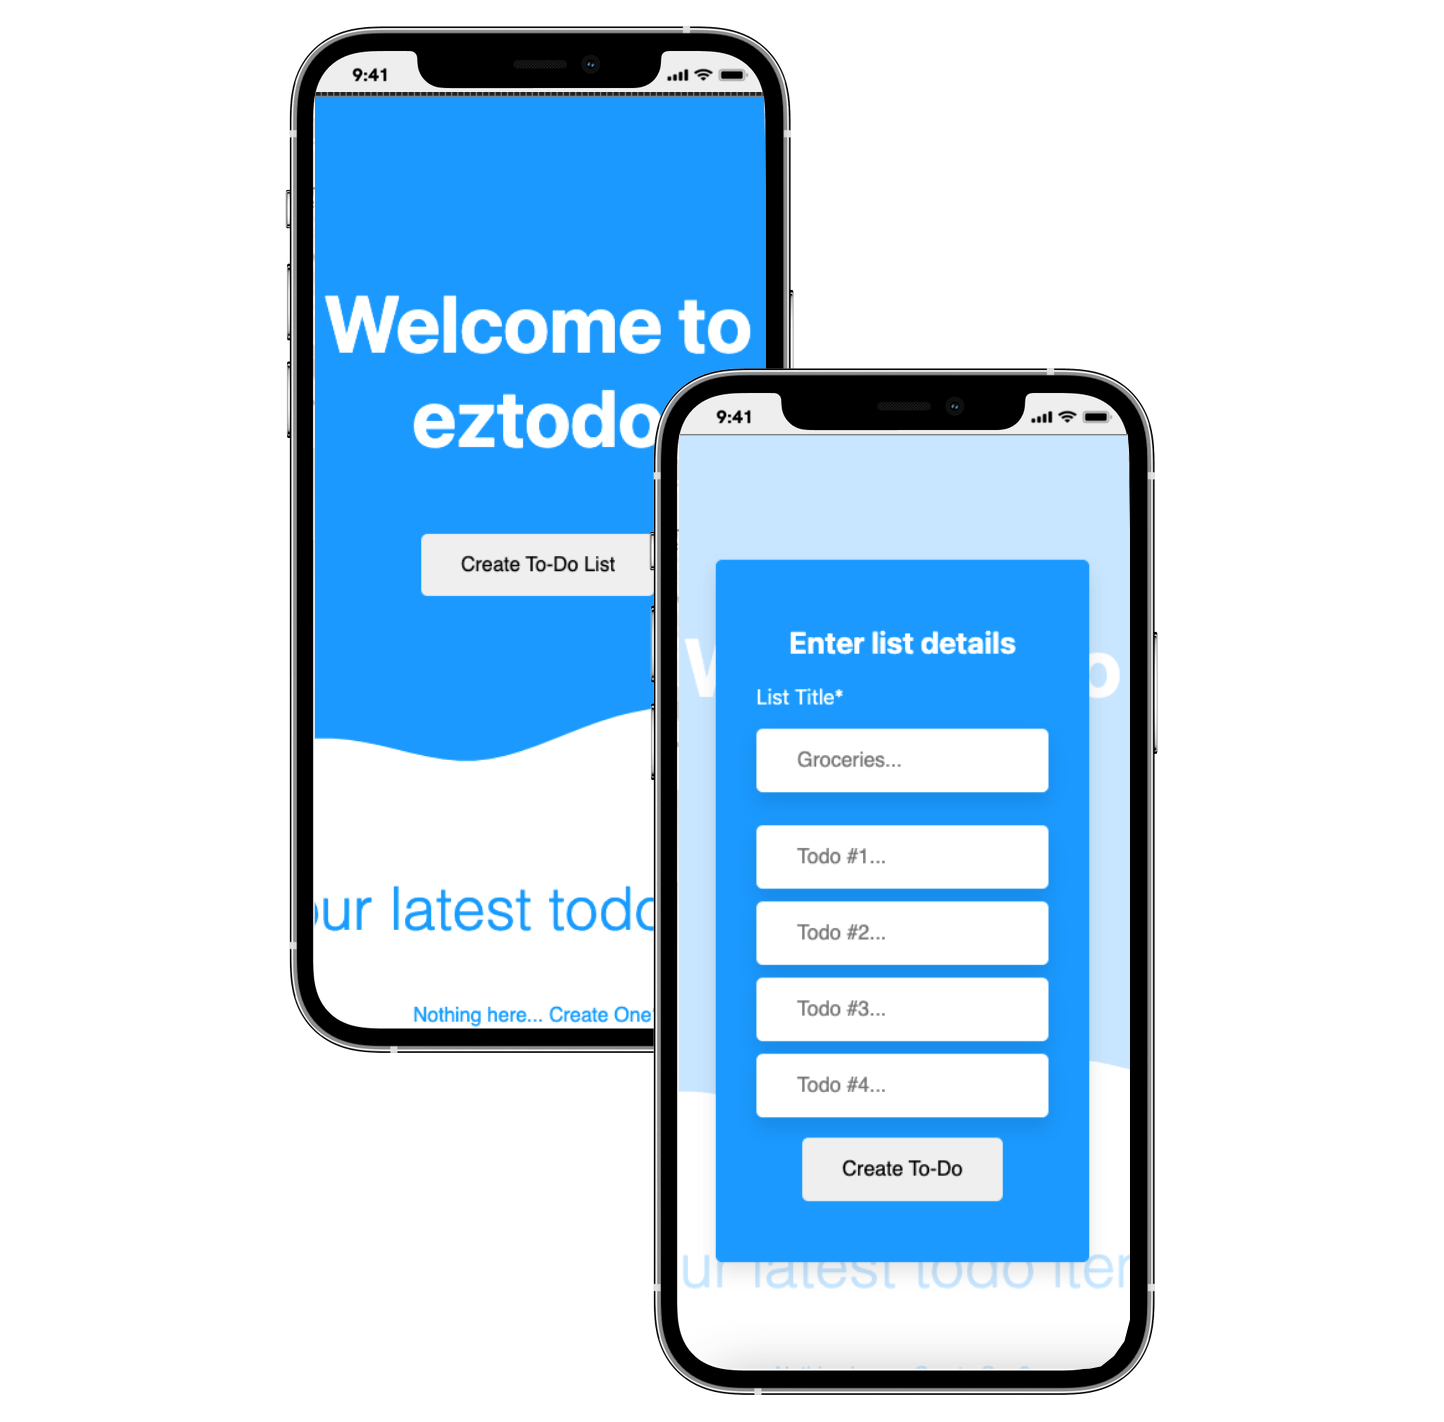 9:41
Welcome to
eztodo
Create To-Do List
our latest todo
Nothing here... Create One
9:41
Enter list details
List Title*
Groceries...
Todo #1...
Todo #2...
Todo #3...
Todo #4...
Create To-Do
ur latest todo iter